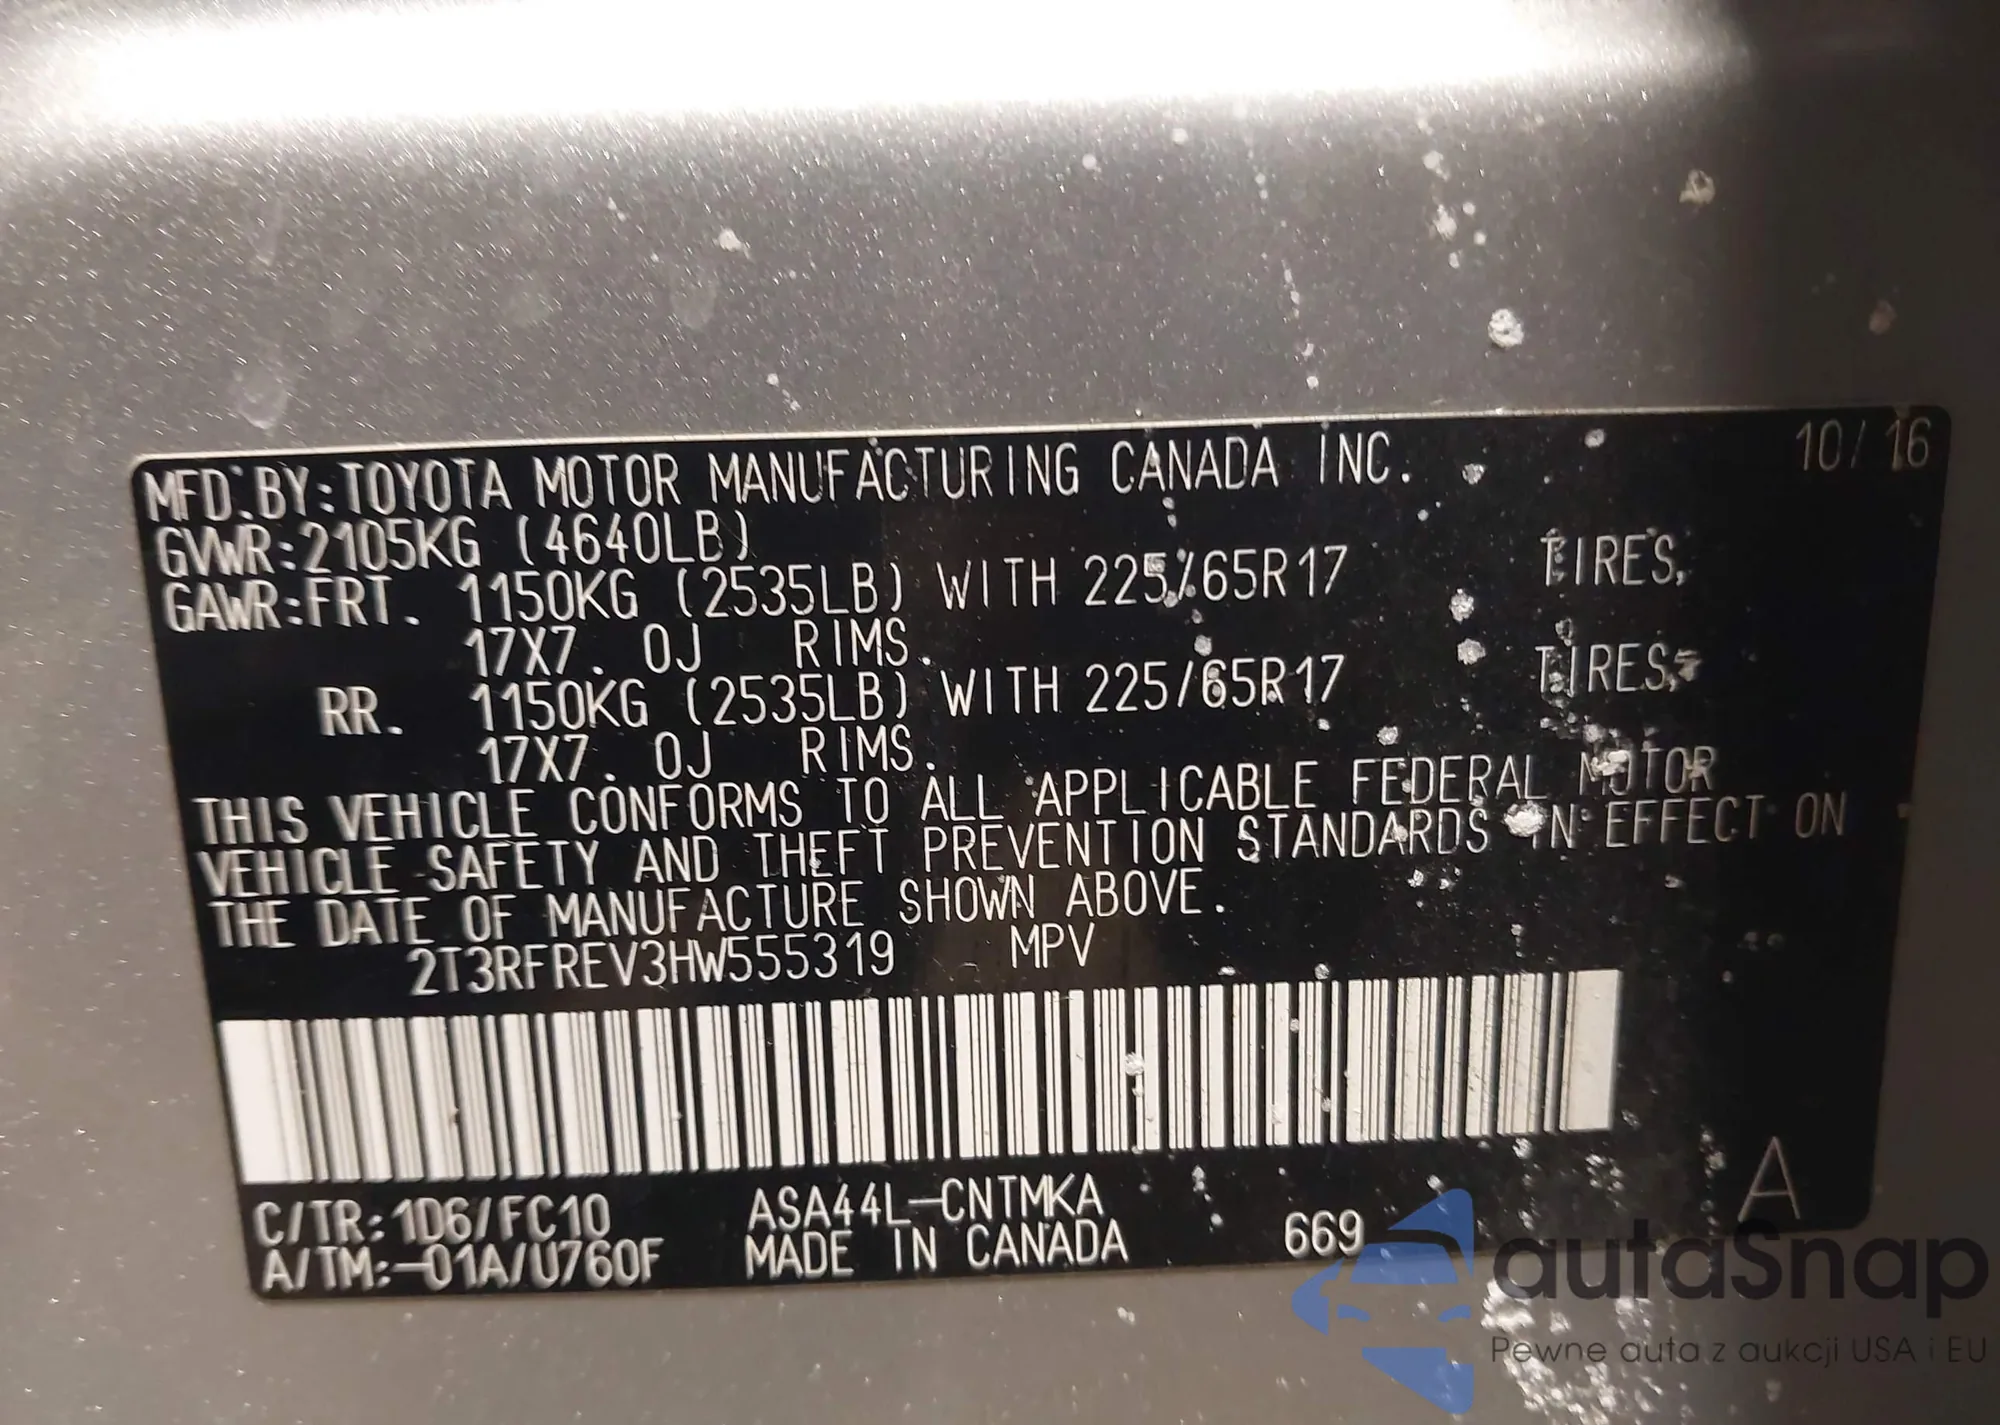 MFD. BY: TOYOTA MOTOR MANUFACTURING CANADA INC. 10/16
GVWR: 2105KG (4640LB)
GAWR: FRT. 1150KG (2535LB) WITH 225/65R17 TIRES,
17X7.0J RIMS.
RR. 1150KG (2535LB) WITH 225/65R17 TIRES,
17X7.0J RIMS.
THIS VEHICLE CONFORMS TO ALL APPLICABLE FEDERAL MOTOR
VEHICLE SAFETY AND THEFT PREVENTION STANDARDS IN EFFECT ON
THE DATE OF MANUFACTURE SHOWN ABOVE.
2T3RFREV3HW555319 MPV
C/TR: 1D6/FC10 ASA44L-CNTMKA A
A/TM:-01A/U760F MADE IN CANADA 669
autaSnap
Pewne auta z aukcji USA i EU